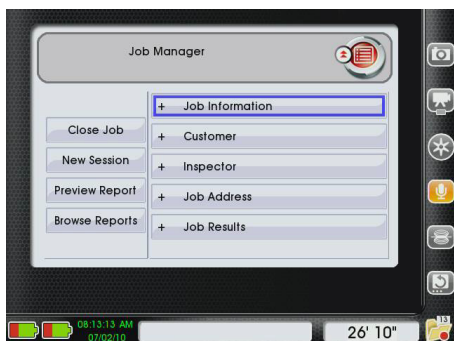 Job Manager
+ Job Information
Close Job
+ Customer
New Session
+ Inspector
Preview Report
+ Job Address
Browse Reports
+ Job Results
08:13:13 AM
07/02/10
26' 10"
13